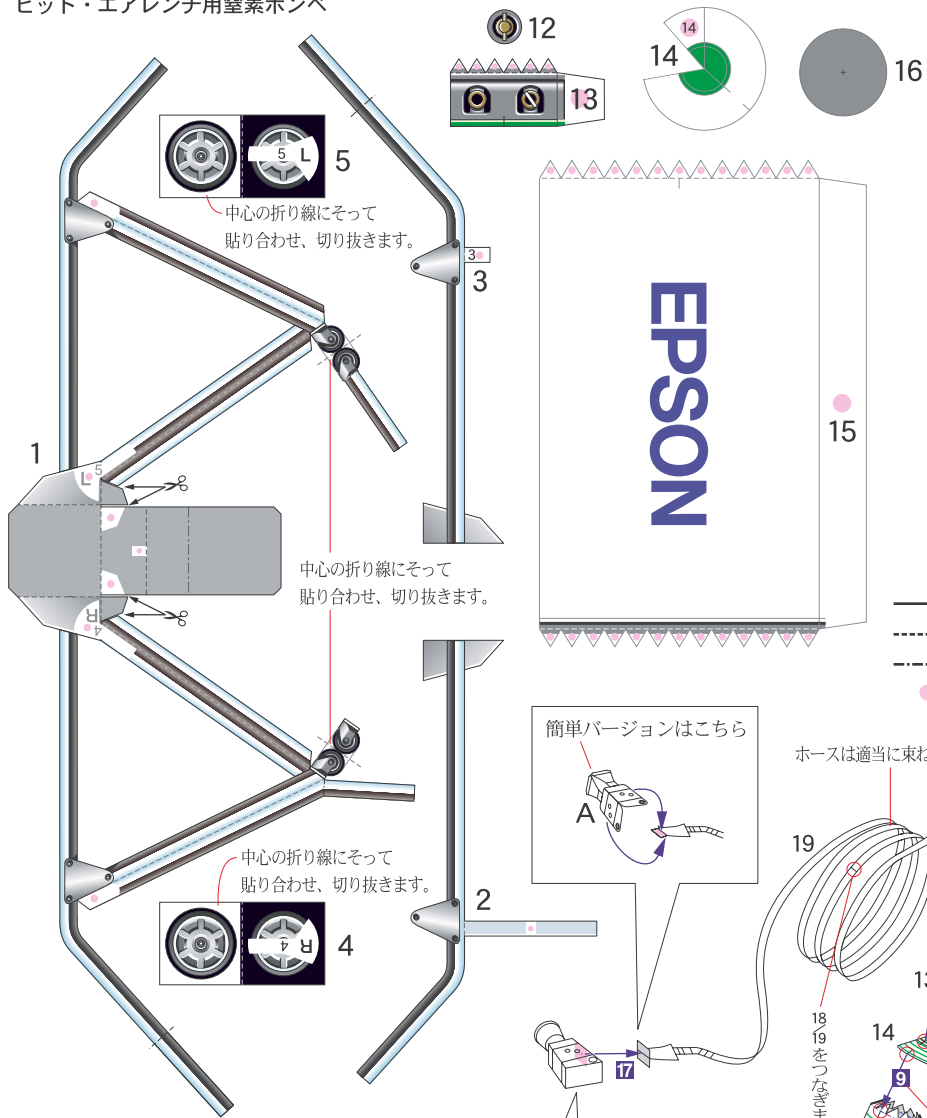 ピット・エアレンチ用窒素ボンベ
12
14
14
16
13
5
L
5
中心の折り線にそって
貼り合わせ、切り抜きます。
3
3
EPSON
15
1
5
L
中心の折り線にそって
貼り合わせ、切り抜きます。
R
4
簡単バージョンはこちら
A
ホースは適当に束ね
19
中心の折り線にそって
貼り合わせ、切り抜きます。
4
R
4
2
17
18/19をつなぎま
13
14
9